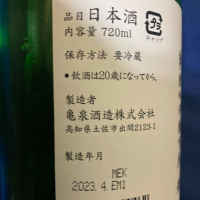 品目 日本酒
内容量 720ml
プラ
キャップ
保存方法 要冷蔵
●飲酒は20歳になってから。
製造者
亀泉酒造株式会社
高知県土佐市出間2123-1
製造年月
MEK
2023. 4. EM1